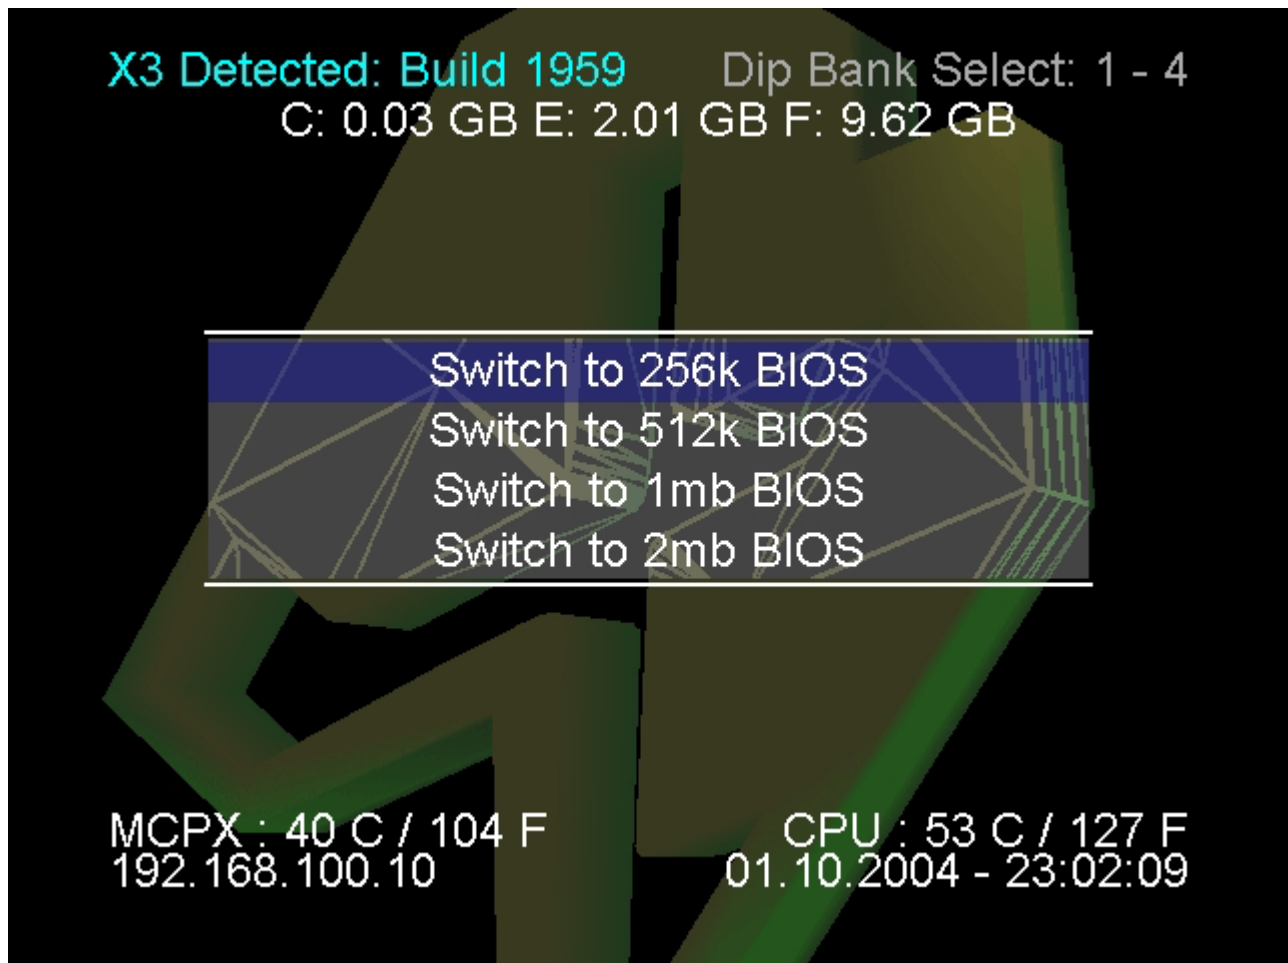 X3 Detected: Build 1959 Dip Bank Select: 1 - 4
C: 0.03 GB E: 2.01 GB F: 9.62 GB
Switch to 256k BIOS
Switch to 512k BIOS
Switch to 1mb BIOS
Switch to 2mb BIOS
MCPX : 40 C / 104 F CPU : 53 C / 127 F
192.168.100.10 01.10.2004 - 23:02:09